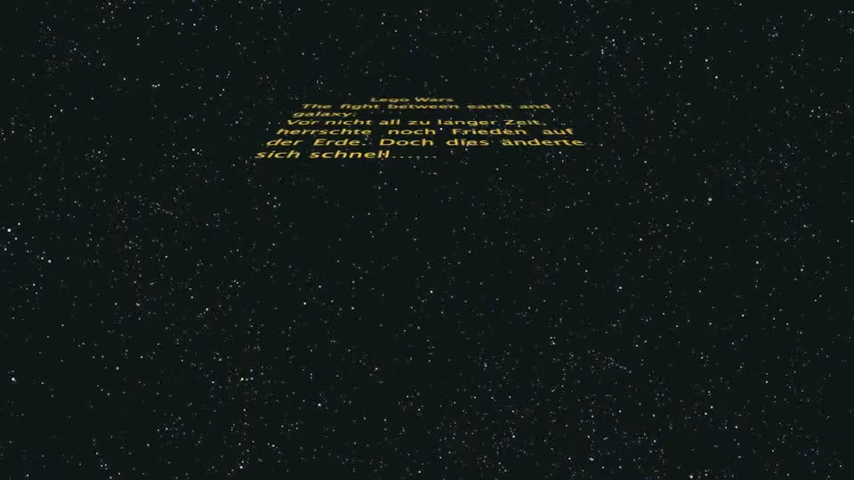 Lego Wars
The fight between earth and
galaxy:
Vor nicht all zu langer Zeit,
herrschte noch Frieden auf
der Erde. Doch dies änderte
sich schnell......